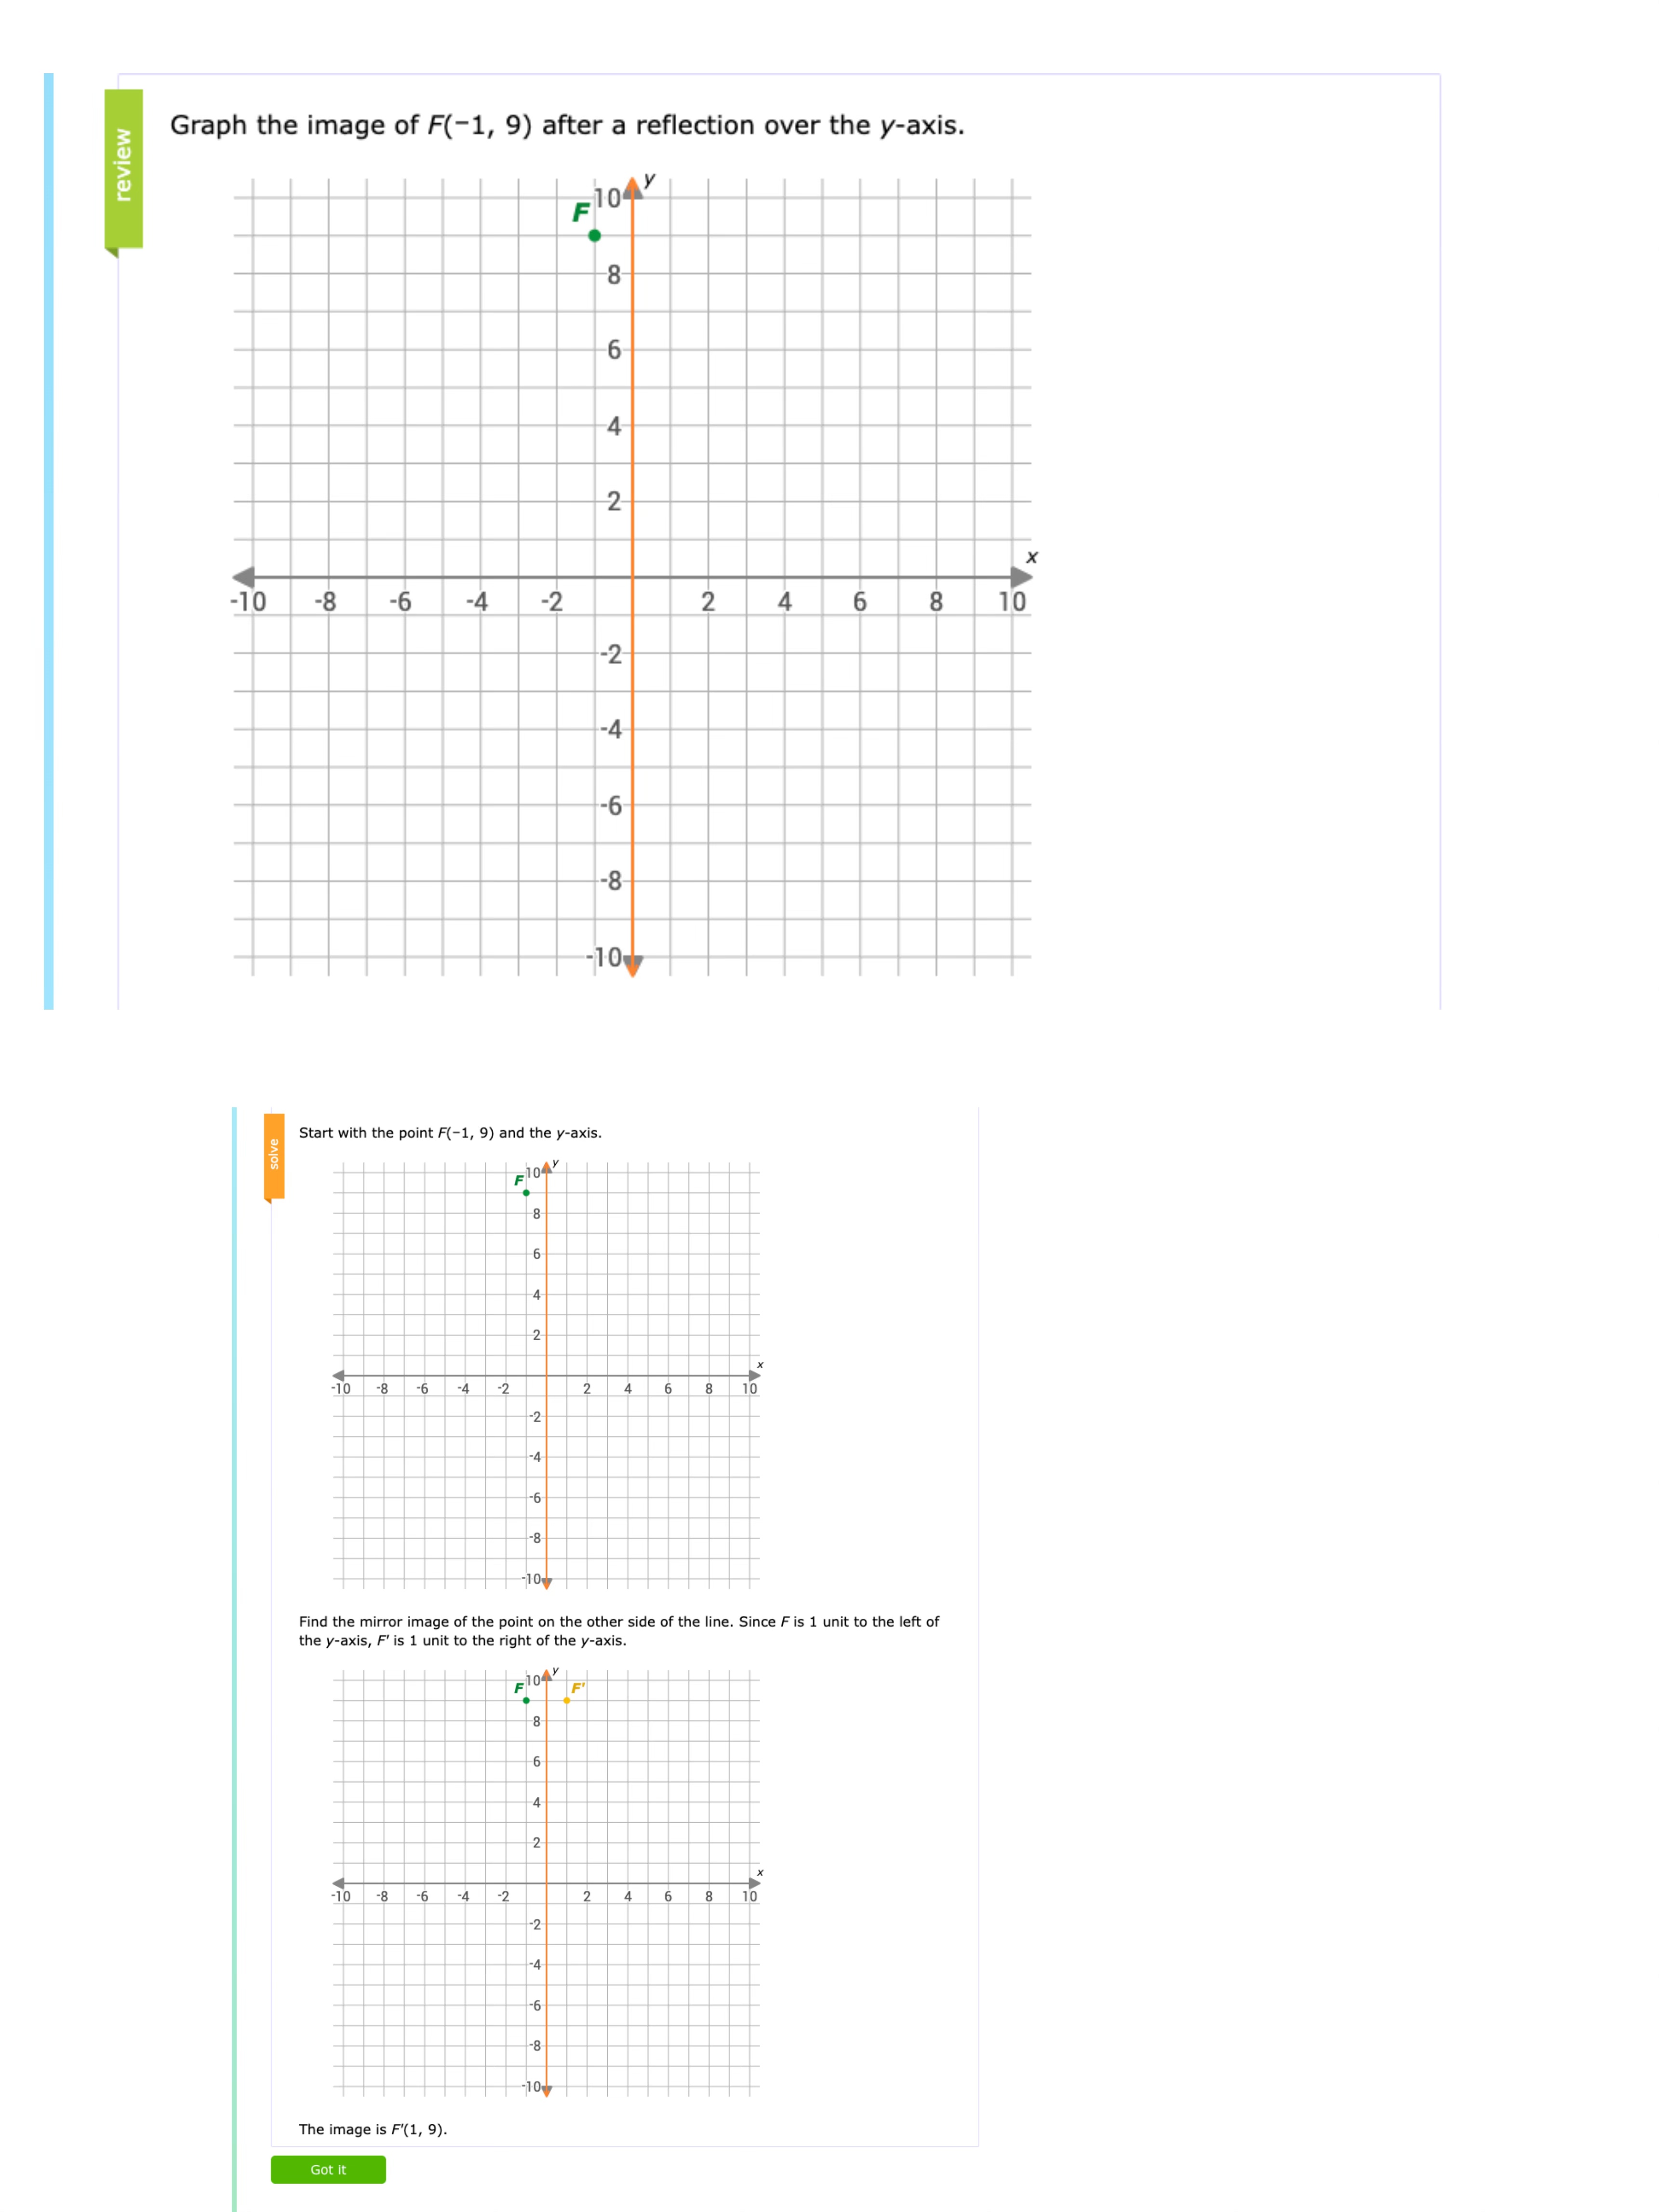 review
Graph the image of F(−1, 9) after a reflection over the y-axis.
y
10
F
8
6
4
2
x
-10 -8 -6 -4 -2 2 4 6 8 10
-2
-4
-6
-8
-10
solve
Start with the point F(−1, 9) and the y-axis.
y
10
F
8
6
4
2
x
-10 -8 -6 -4 -2 2 4 6 8 10
-2
-4
-6
-8
-10
Find the mirror image of the point on the other side of the line. Since F is 1 unit to the left of
the y-axis, F' is 1 unit to the right of the y-axis.
y
10
F F'
8
6
4
2
x
-10 -8 -6 -4 -2 2 4 6 8 10
-2
-4
-6
-8
-10
The image is F'(1, 9).
Got it